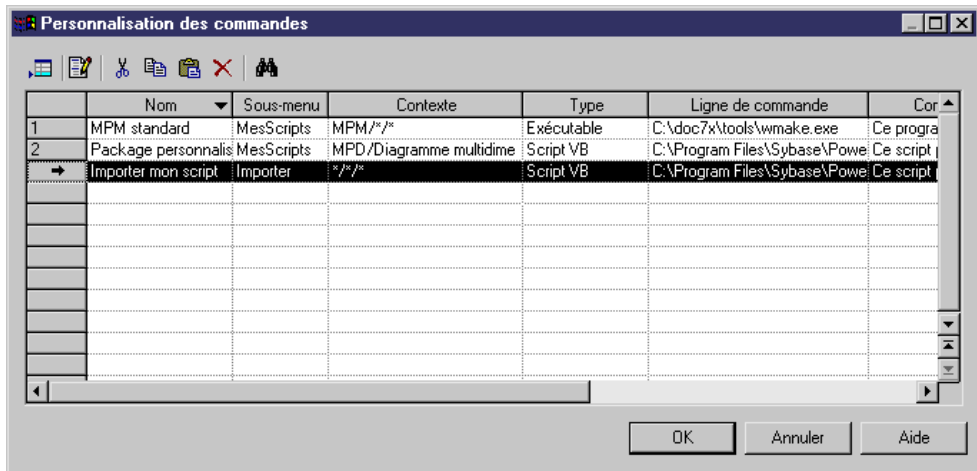 Personnalisation des commandes
Nom Sous-menu Contexte Type Ligne de commande Cor
1 MPM standard MesScripts MPM/*/* Exécutable C:\doc7x\tools\wmake.exe Ce progra
2 Package personnalis MesScripts MPD/Diagramme multidime Script VB C:\Program Files\Sybase\Powe Ce script p
Importer mon script Importer */*/* Script VB C:\Program Files\Sybase\Powe Ce script p
OK Annuler Aide